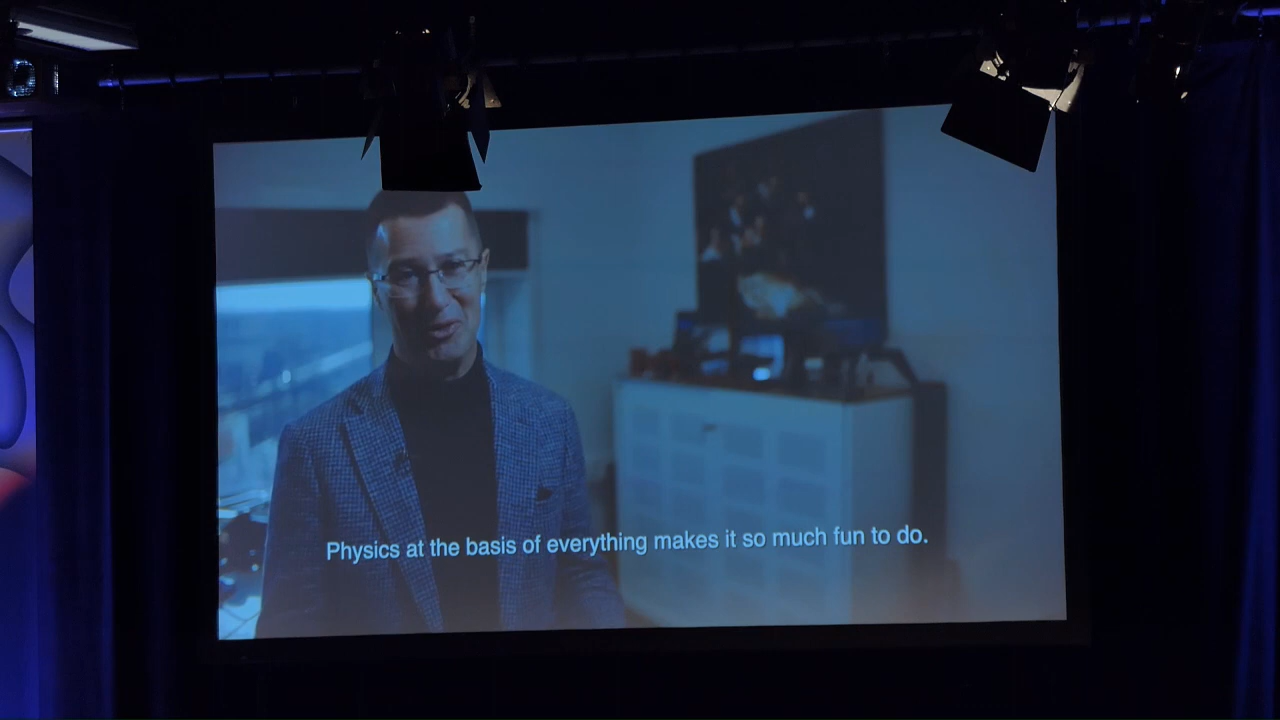 Physics at the basis of everything makes it so much fun to do.